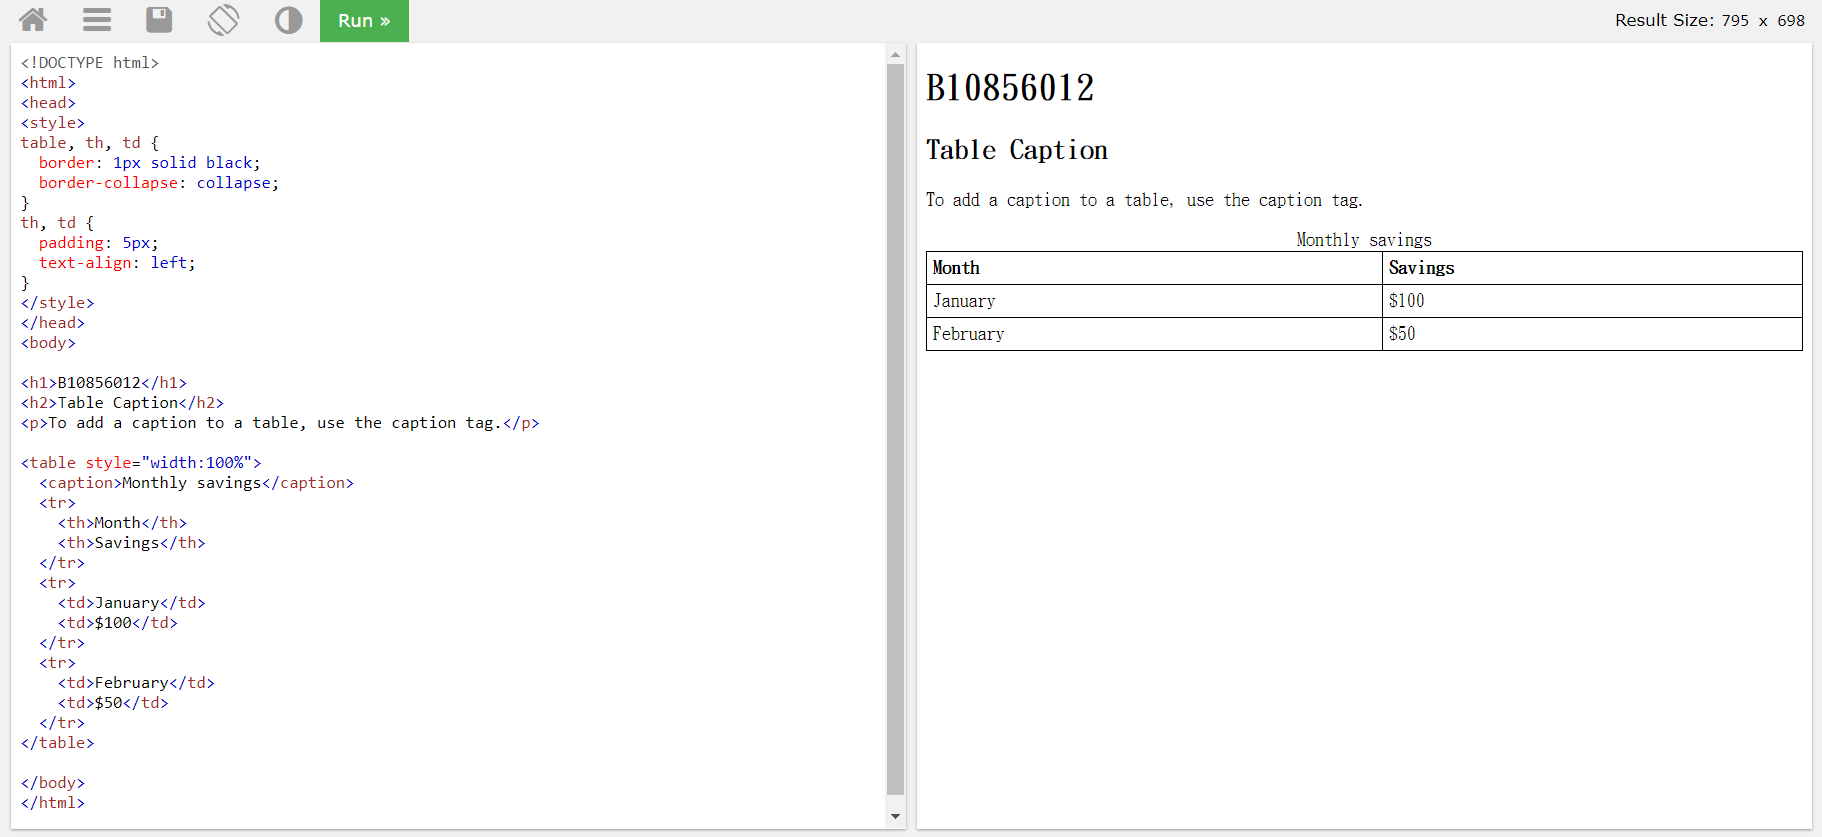 Run »
Result Size: 795 x 698
<!DOCTYPE html>
<html>
<head>
<style>
table, th, td {
  border: 1px solid black;
  border-collapse: collapse;
}
th, td {
  padding: 5px;
  text-align: left;
}
</style>
</head>
<body>

<h1>B10856012</h1>
<h2>Table Caption</h2>
<p>To add a caption to a table, use the caption tag.</p>

<table style="width:100%">
  <caption>Monthly savings</caption>
  <tr>
    <th>Month</th>
    <th>Savings</th>
  </tr>
  <tr>
    <td>January</td>
    <td>$100</td>
  </tr>
  <tr>
    <td>February</td>
    <td>$50</td>
  </tr>
</table>

</body>
</html>
B10856012
Table Caption
To add a caption to a table, use the caption tag.
Monthly savings
Month Savings
January $100
February $50